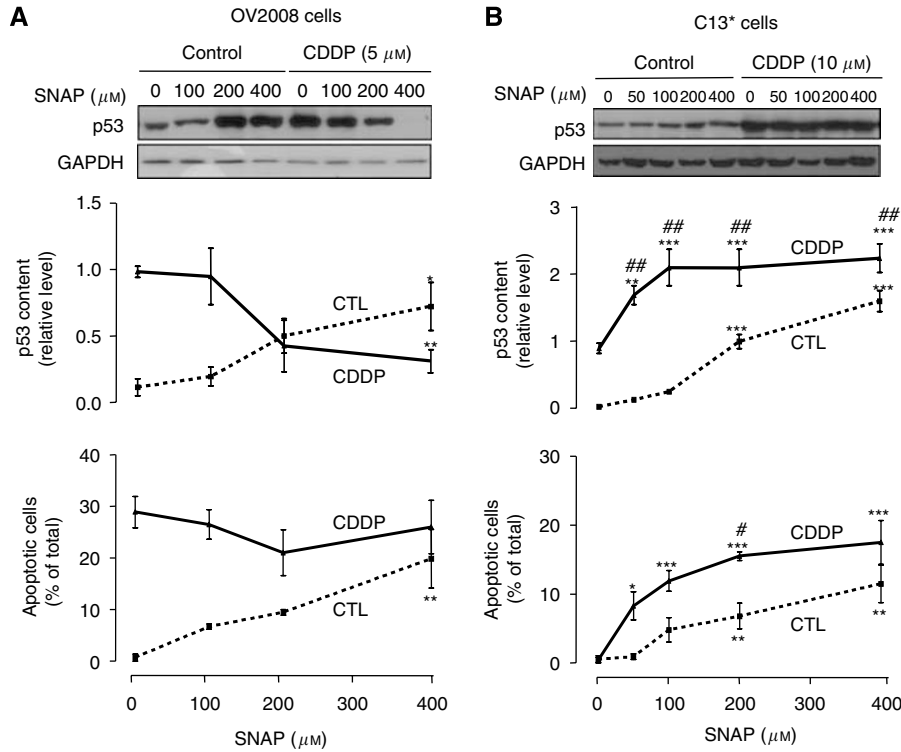 A
OV2008 cells
Control CDDP (5 μM)
SNAP (μM) 0 100 200 400 0 100 200 400
p53
GAPDH
p53 content
(relative level)
1.5
1.0
0.5
0.0
CTL
CDDP
*
**
Apoptotic cells
(% of total)
40
30
20
10
0
CDDP
CTL
**
0 100 200 300 400
SNAP (μM)
B
C13* cells
Control CDDP (10 μM)
SNAP (μM) 0 50 100 200 400 0 50 100 200 400
p53
GAPDH
p53 content
(relative level)
3
2
1
0
## ## ## ##
** *** *** ***
CDDP
*** ***
CTL
Apoptotic cells
(% of total)
30
20
10
0
#
* *** *** ***
CDDP
CTL
** **
0 100 200 300 400
SNAP (μM)